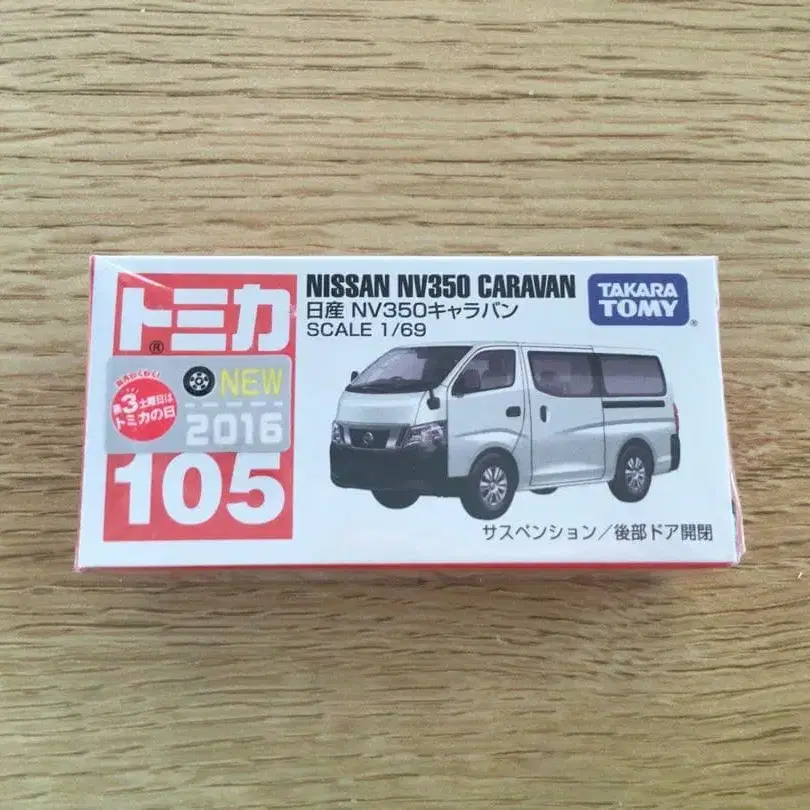 トミカ
®
NISSAN NV350 CARAVAN
日産 NV350キャラバン
SCALE 1/69
TAKARA
TOMY
®
第3土曜日は
トミカの日
NEW
2016
105
サスペンション/後部ドア開閉